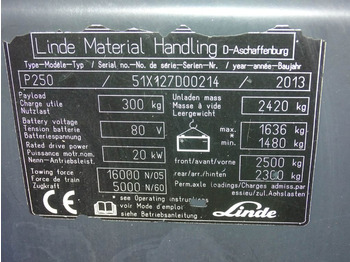 Linde Material Handling D-Aschaffenburg
Type-Modèle-Typ / Serial no.-No. de série-Serien-Nr. / year-année-Baujahr
P250 / 51X127D00214 / 2013
Payload
Charge utile 300 kg
Nutzlast
Battery voltage
Tension batterie 80 V
Batteriespannung
Rated drive power
Puissance motr.nom. 20 kW
Nenn-Antriebsleist.
Towing force 16000 N/05
Force de train
Zugkraft 5000 N/60
Unladen mass
Masse à vide 2420 kg
Leergewicht
max. 1636 kg
min. 1480 kg
front/avant/vorne 2500 kg
rear/arr./hinten 2300 kg
Perm.axle loadings/Charges admiss.par
essieu/zul.Achslasten
CE
* see Operating instructions
voir Mode d'emploi
siehe Betriebsanleitung
Linde